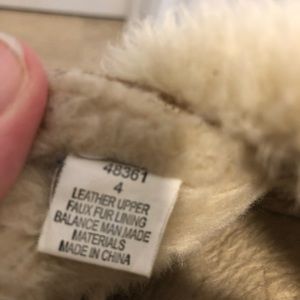 48361
4
LEATHER UPPER
FAUX FUR LINING
BALANCE MAN MADE
MATERIALS
MADE IN CHINA